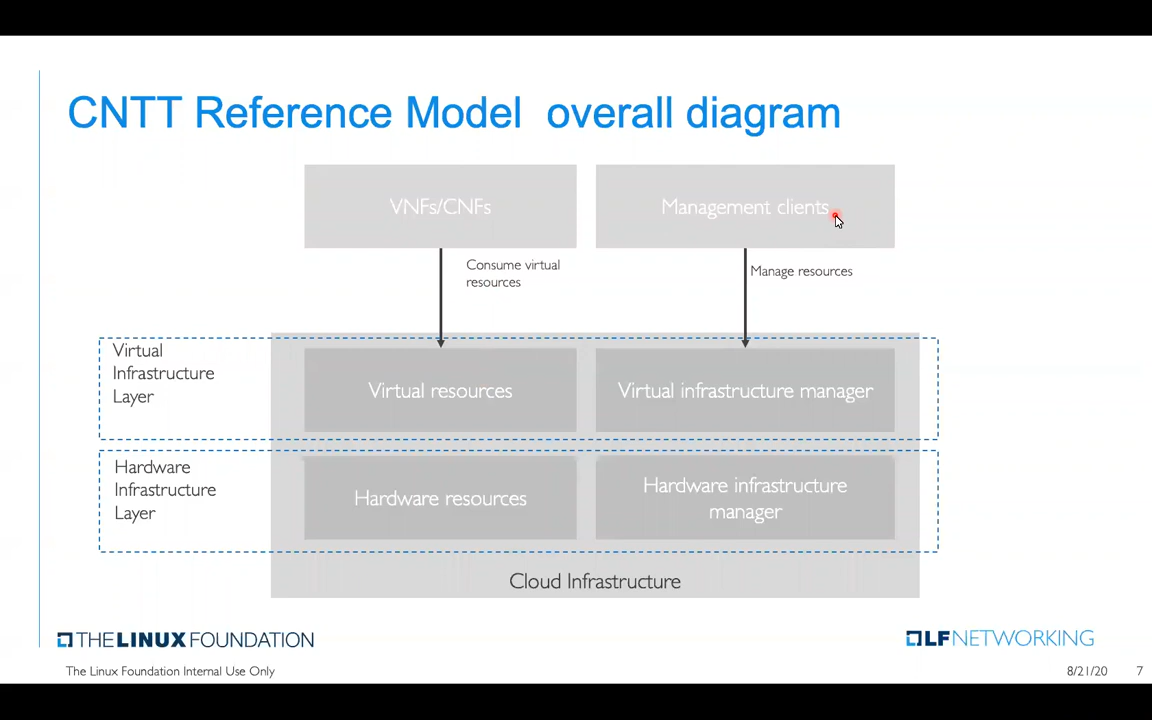 CNTT Reference Model  overall diagram
VNFs/CNFs
Management clients
Consume virtual
resources
Manage resources
Virtual
Infrastructure
Layer
Virtual resources
Virtual infrastructure manager
Hardware
Infrastructure
Layer
Hardware resources
Hardware infrastructure
manager
Cloud Infrastructure
THE LINUX FOUNDATION
LFNETWORKING
The Linux Foundation Internal Use Only
8/21/20
7